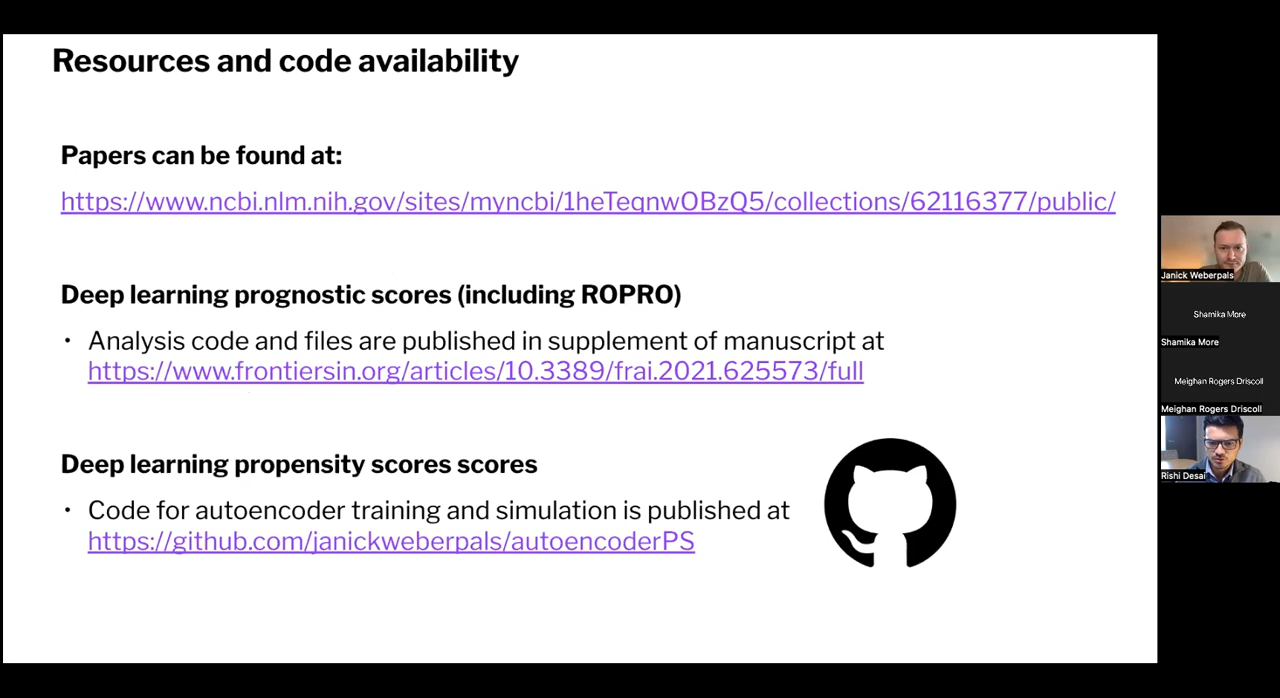 Resources and code availability
Papers can be found at:
https://www.ncbi.nlm.nih.gov/sites/myncbi/1heTeqnwOBzQ5/collections/62116377/public/
Deep learning prognostic scores (including ROPRO)
• Analysis code and files are published in supplement of manuscript at
https://www.frontiersin.org/articles/10.3389/frai.2021.625573/full
Deep learning propensity scores scores
• Code for autoencoder training and simulation is published at
https://github.com/janickweberpals/autoencoderPS
Janick Weberpals
Shamika More
Shamika More
Meighan Rogers Driscoll
Meighan Rogers Driscoll
Rishi Desai